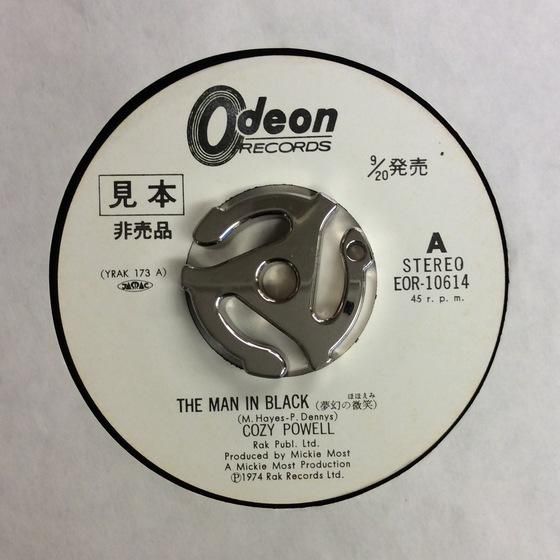 Odeon
RECORDS
9/20発売
見本
非売品
A
STEREO
EOR-10614
45 r. p. m.
(YRAK 173 A)
JASRAC
THE MAN IN BLACK (夢幻の微笑)
ほほえみ
(M. Hayes-P. Dennys)
COZY POWELL
Rak Publ. Ltd.
Produced by Mickie Most
A Mickie Most Production
Ⓟ1974 Rak Records Ltd.